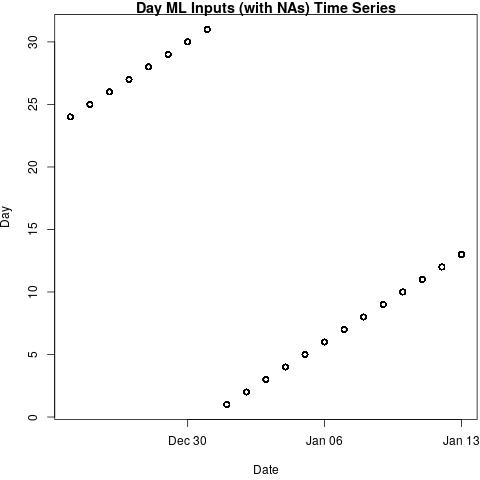 Day ML Inputs (with NAs) Time Series
30
25
20
15
10
5
0
Day
Dec 30
Jan 06
Jan 13
Date